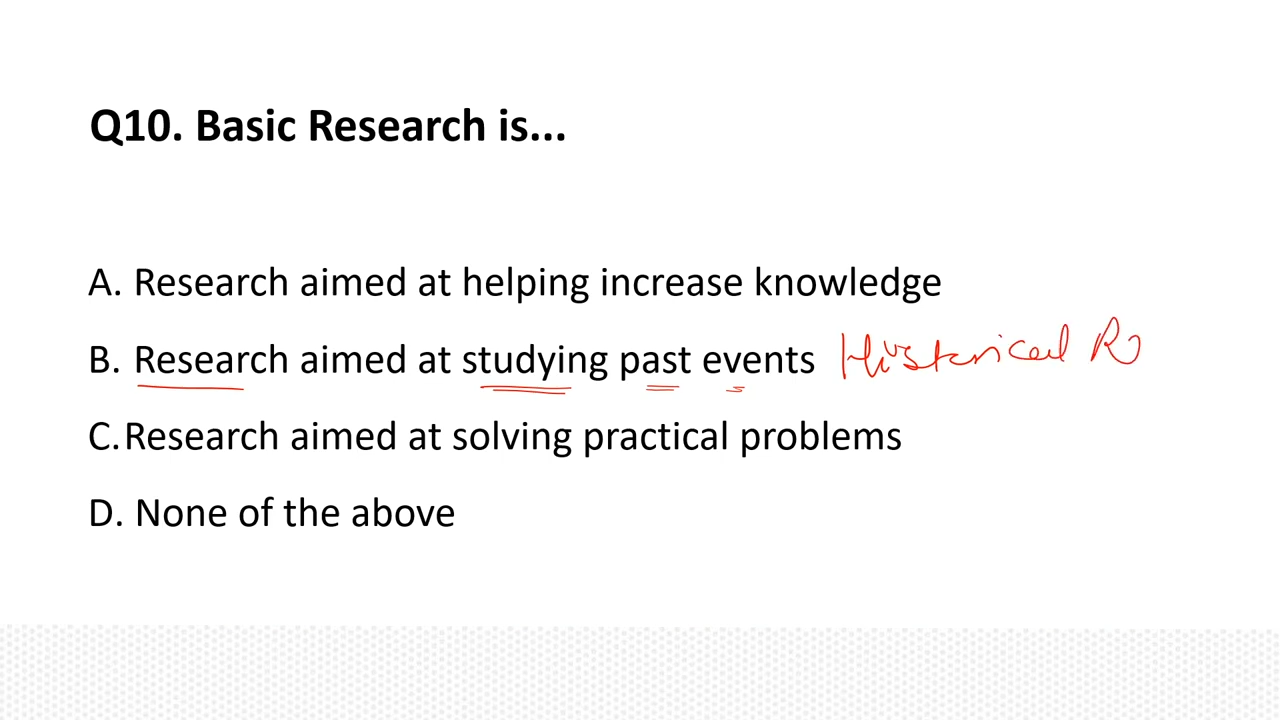 Q10. Basic Research is...
A. Research aimed at helping increase knowledge
B. Research aimed at studying past events Historical R
C. Research aimed at solving practical problems
D. None of the above